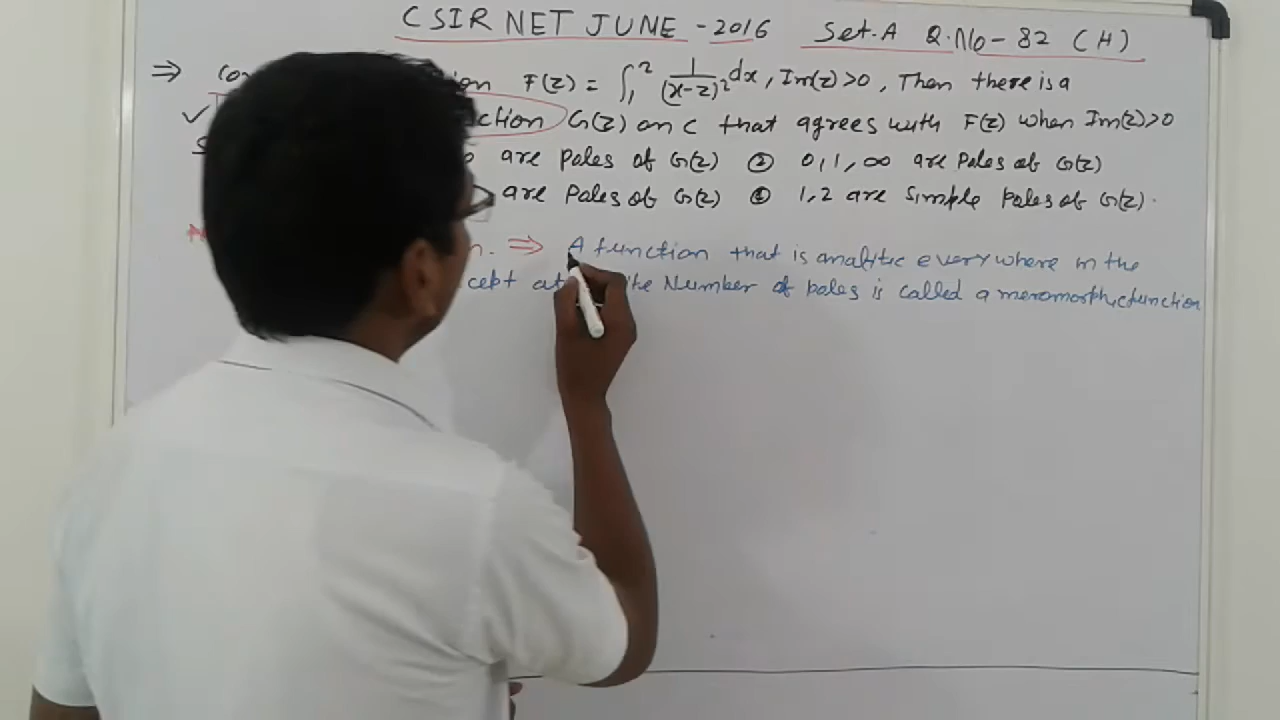 CSIR NET JUNE - 2016 Set-A Q.No - 82 (H)
⇒ F(z) = ∫₁² 1/(x-z)² dx, Im(z)>0, Then there is a
✓ ction G(z) on C that agrees with F(z) when Im(z)>0
are Poles of G(z) ② 0,1,∞ are Poles of G(z)
are Poles of G(z) ④ 1,2 are Simple Poles of G(z).
n. ⇒ A function that is analytic everywhere in the
cept at the Number of poles is called a meromorphic function